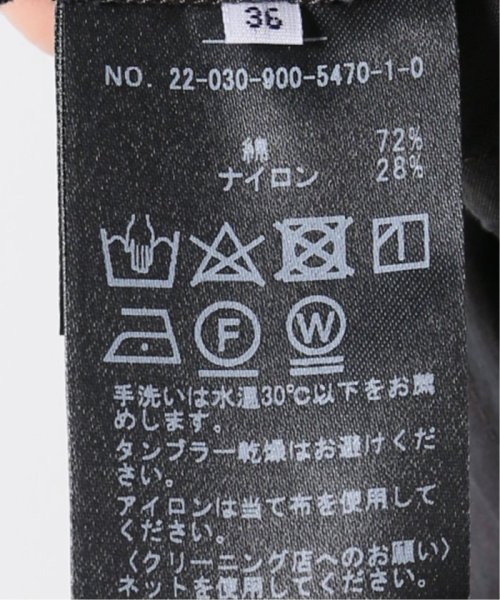 36
NO. 22-030-900-5470-1-0
綿 72%
ナイロン 28%
F
W
手洗いは水温30℃以下をお薦
めします。
タンブラー乾燥はお避けくだ
さい。
アイロンは当て布を使用して
ください。
〈クリーニング店へのお願い〉
ネットを使用してください